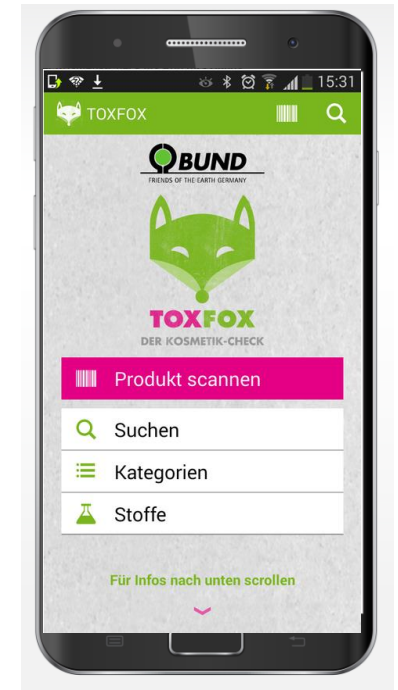 15:31
TOXFOX
BUND
FRIENDS OF THE EARTH GERMANY
TOXFOX
DER KOSMETIK-CHECK
Produkt scannen
Suchen
Kategorien
Stoffe
Für Infos nach unten scrollen